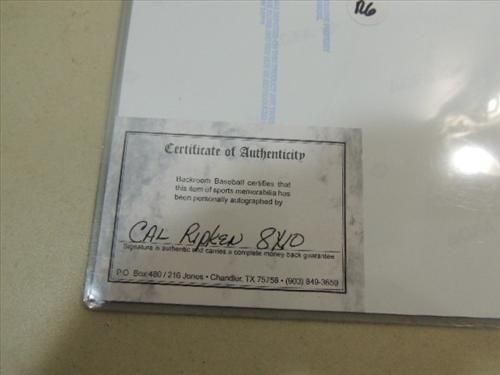 R6
Certificate of Authenticity
Backroom Baseball certifies that
this item of sports memorabilia has
been personally autographed by
CAL RIPKEN 8X10
Signature is authentic and carries a complete money back guarantee
P.O. Box 480 / 216 Jones • Chandler, TX 75758 • (903) 849-3650